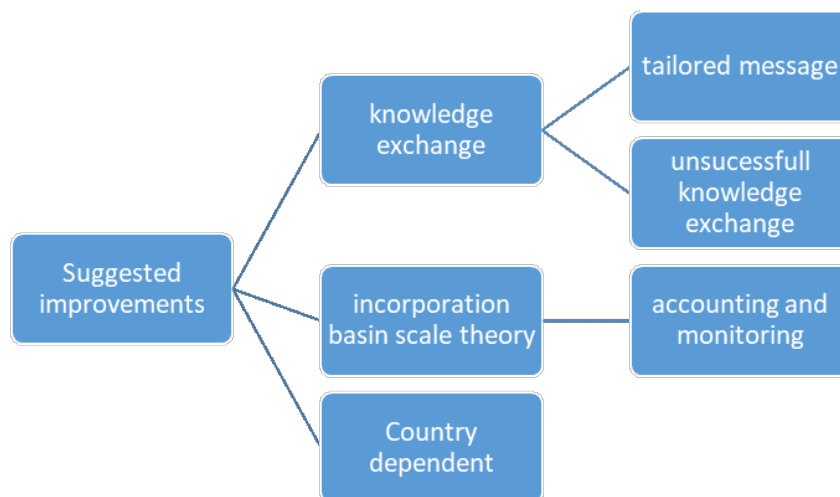 tailored message
knowledge
exchange
unsucessfull
knowledge
exchange
Suggested
improvements
incorporation
basin scale theory
accounting and
monitoring
Country
dependent